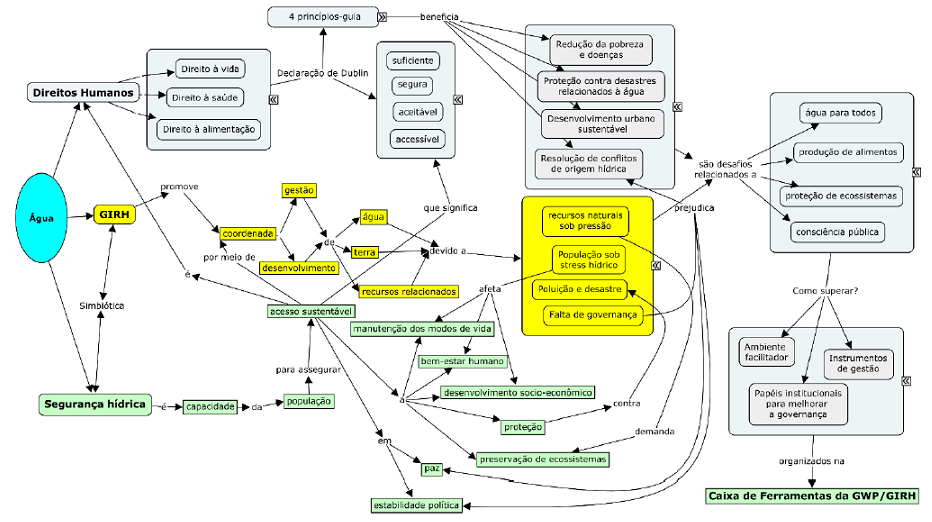 4 princípios-guia
beneficia
Direitos Humanos
Direito à vida
Direito à saúde
Direito à alimentação
Declaração de Dublin
suficiente
segura
aceitável
accessível
Redução da pobreza
e doenças
Proteção contra desastres
relacionados à água
Desenvolvimento urbano
sustentável
Resolução de conflitos
de origem hídrica
são desafios
relacionados a
água para todos
produção de alimentos
proteção de ecossistemas
consciência pública
Água
GIRH
promove
coordenada
gestão
desenvolvimento
de
água
terra
recursos relacionados
devido a
que significa
por meio de
é
recursos naturais
sob pressão
População sob
stress hídrico
Poluição e desastre
Falta de governança
prejudica
Simbiótica
acesso sustentável
afeta
manutenção dos modos de vida
bem-estar humano
desenvolvimento socio-econômico
Como superar?
Ambiente
facilitador
Instrumentos
de gestão
Papéis institucionais
para melhorar
a governança
para assegurar
Segurança hídrica
é
capacidade
da
população
a
proteção
contra
demanda
preservação de ecossistemas
em
paz
estabilidade política
organizados na
Caixa de Ferramentas da GWP/GIRH